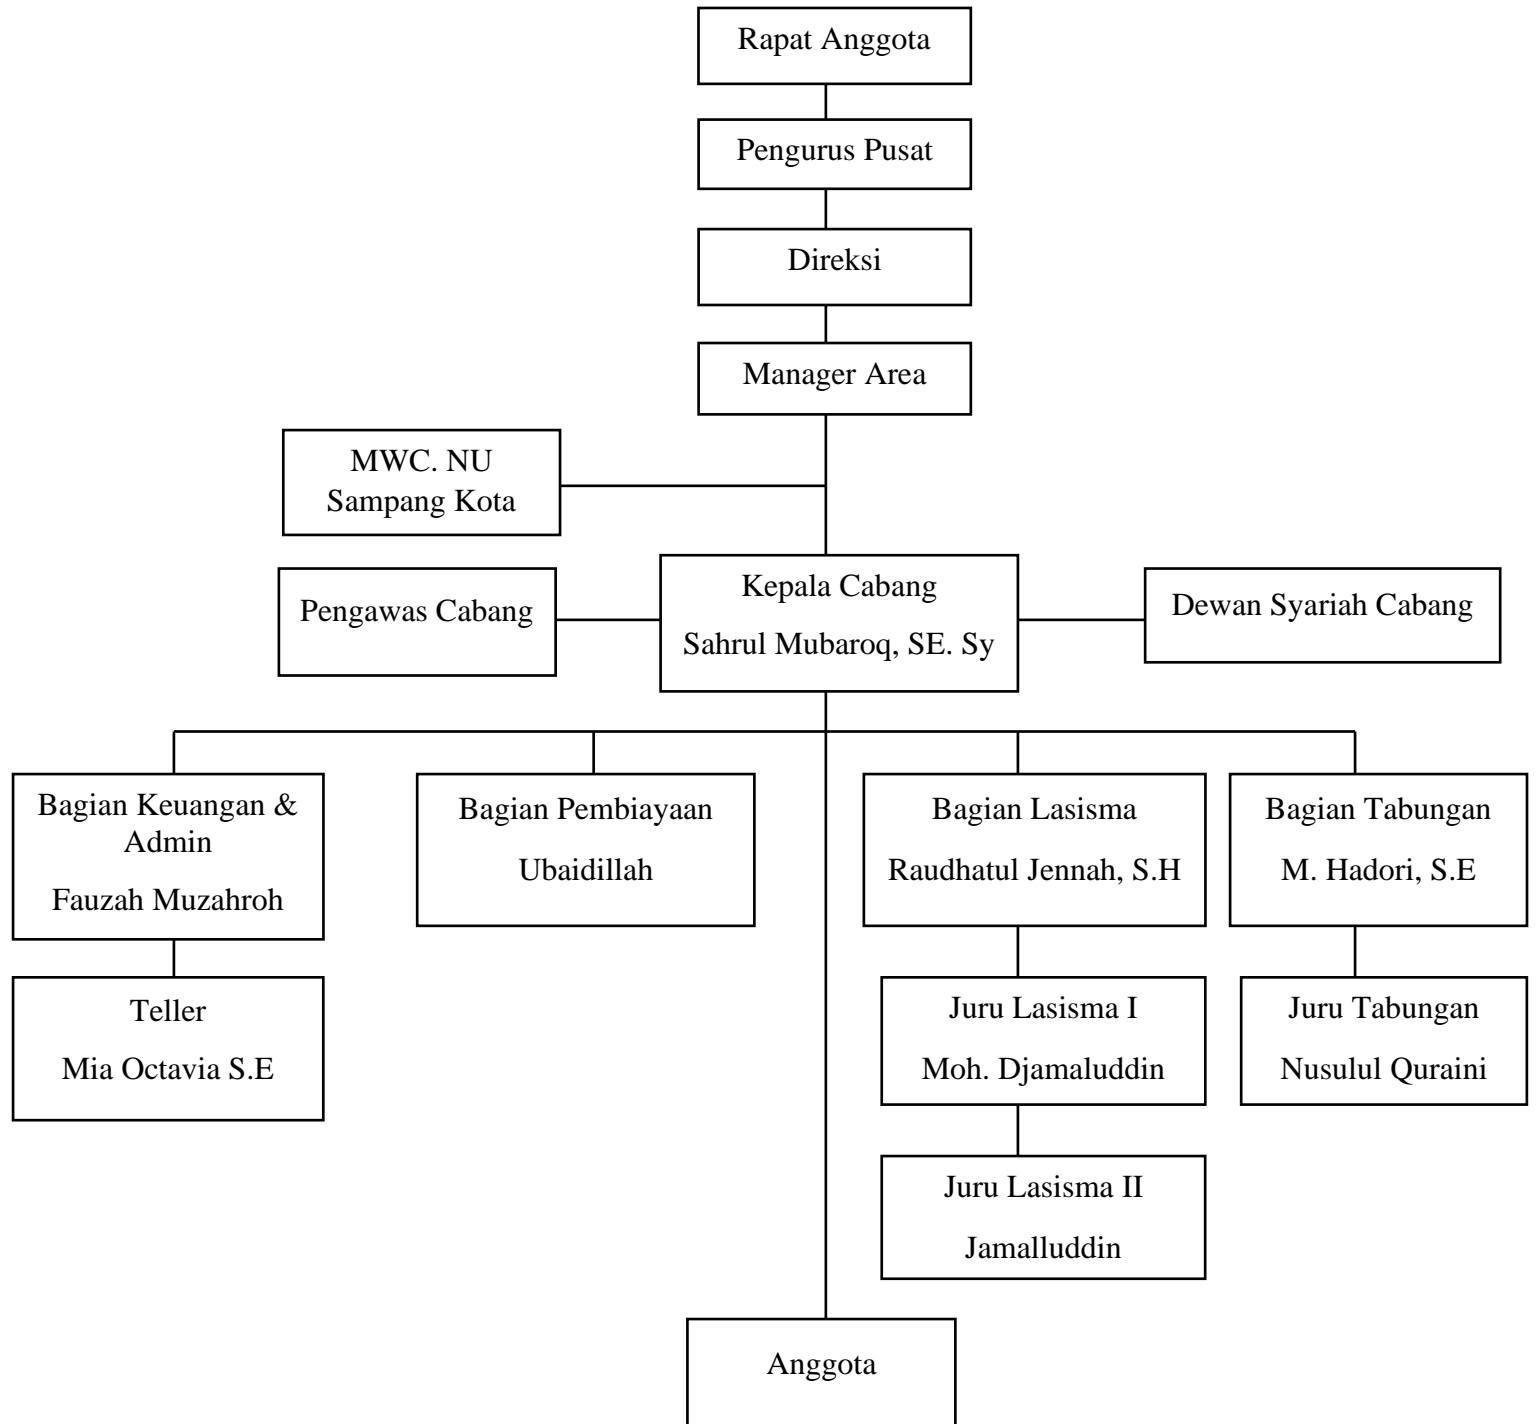 Rapat Anggota
Pengurus Pusat
Direksi
Manager Area
MWC. NU
Sampang Kota
Pengawas Cabang
Kepala Cabang
Sahrul Mubaroq, SE. Sy
Dewan Syariah Cabang
Bagian Keuangan &
Admin
Fauzah Muzahroh
Bagian Pembiayaan
Ubaidillah
Bagian Lasisma
Raudhatul Jennah, S.H
Bagian Tabungan
M. Hadori, S.E
Teller
Mia Octavia S.E
Juru Lasisma I
Moh. Djamaluddin
Juru Tabungan
Nusulul Quraini
Juru Lasisma II
Jamalluddin
Anggota